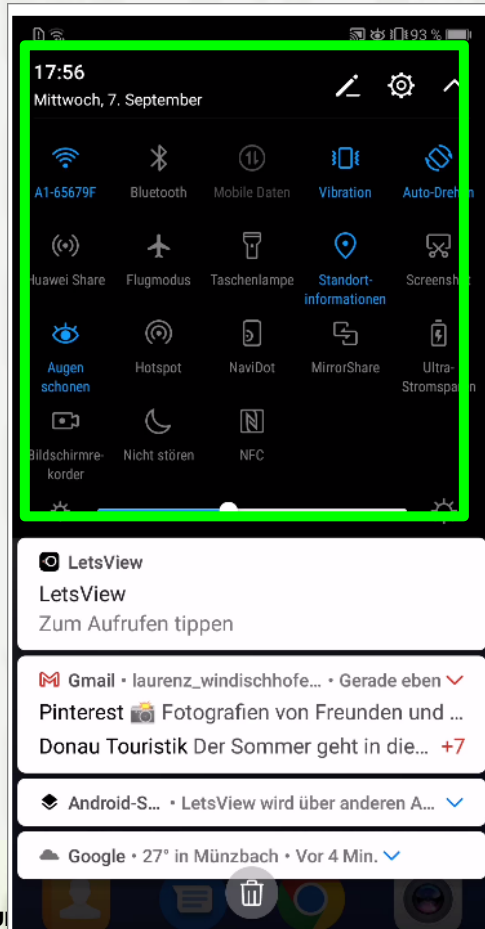 93 %
17:56
Mittwoch, 7. September
A1-65679F Bluetooth Mobile Daten Vibration Auto-Drehen
Huawei Share Flugmodus Taschenlampe Standort- Screenshot
informationen
Augen Hotspot NaviDot MirrorShare Ultra-
schonen Stromsparen
Bildschirmre- Nicht stören NFC
korder
LetsView
LetsView
Zum Aufrufen tippen
Gmail • laurenz_windischhofe... • Gerade eben
Pinterest 📸 Fotografien von Freunden und ...
Donau Touristik Der Sommer geht in die... +7
Android-S... • LetsView wird über anderen A...
Google • 27° in Münzbach • Vor 4 Min.